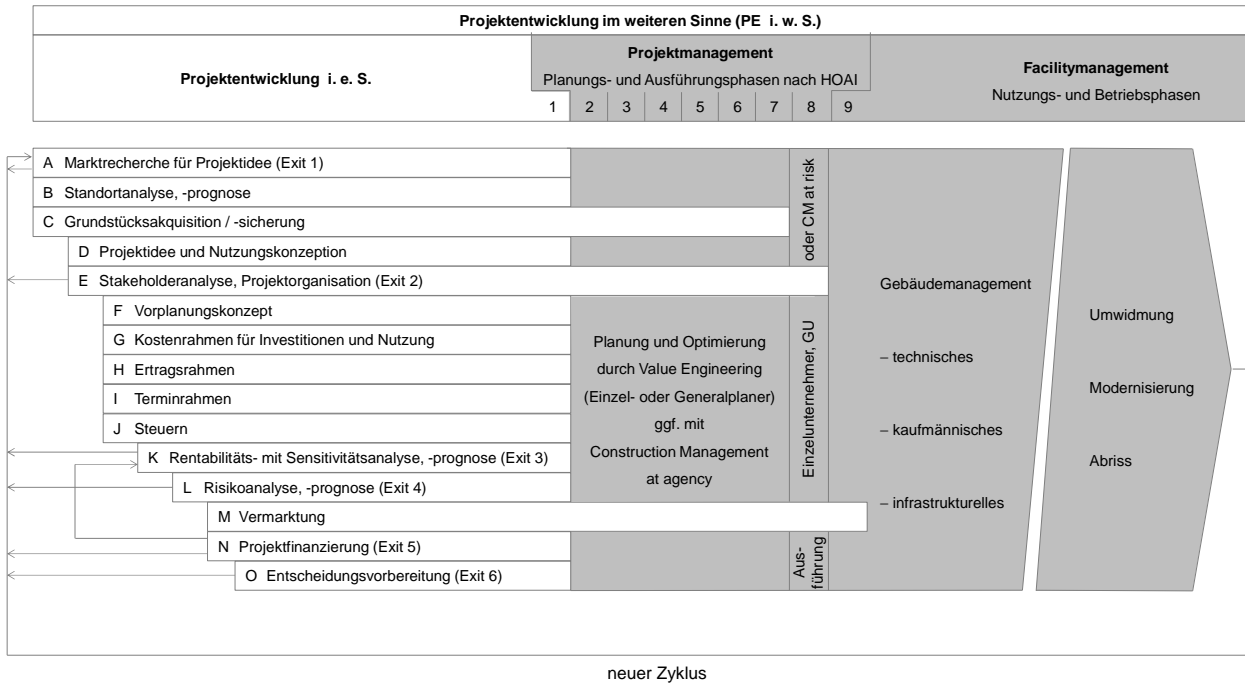 Projektentwicklung im weiteren Sinne (PE i. w. S.)
Projektentwicklung i. e. S.
Projektmanagement
Planungs- und Ausführungsphasen nach HOAI
1 2 3 4 5 6 7 8 9
Facilitymanagement
Nutzungs- und Betriebsphasen
A Marktrecherche für Projektidee (Exit 1)
B Standortanalyse, -prognose
C Grundstücksakquisition / -sicherung
D Projektidee und Nutzungskonzeption
E Stakeholderanalyse, Projektorganisation (Exit 2)
F Vorplanungskonzept
G Kostenrahmen für Investitionen und Nutzung
H Ertragsrahmen
I Terminrahmen
J Steuern
K Rentabilitäts- mit Sensitivitätsanalyse, -prognose (Exit 3)
L Risikoanalyse, -prognose (Exit 4)
M Vermarktung
N Projektfinanzierung (Exit 5)
O Entscheidungsvorbereitung (Exit 6)
Planung und Optimierung
durch Value Engineering
(Einzel- oder Generalplaner)
ggf. mit
Construction Management
at agency
Aus-
führung
Einzelunternehmer, GU
oder CM at risk
Gebäudemanagement
– technisches
– kaufmännisches
– infrastrukturelles
Umwidmung
Modernisierung
Abriss
neuer Zyklus